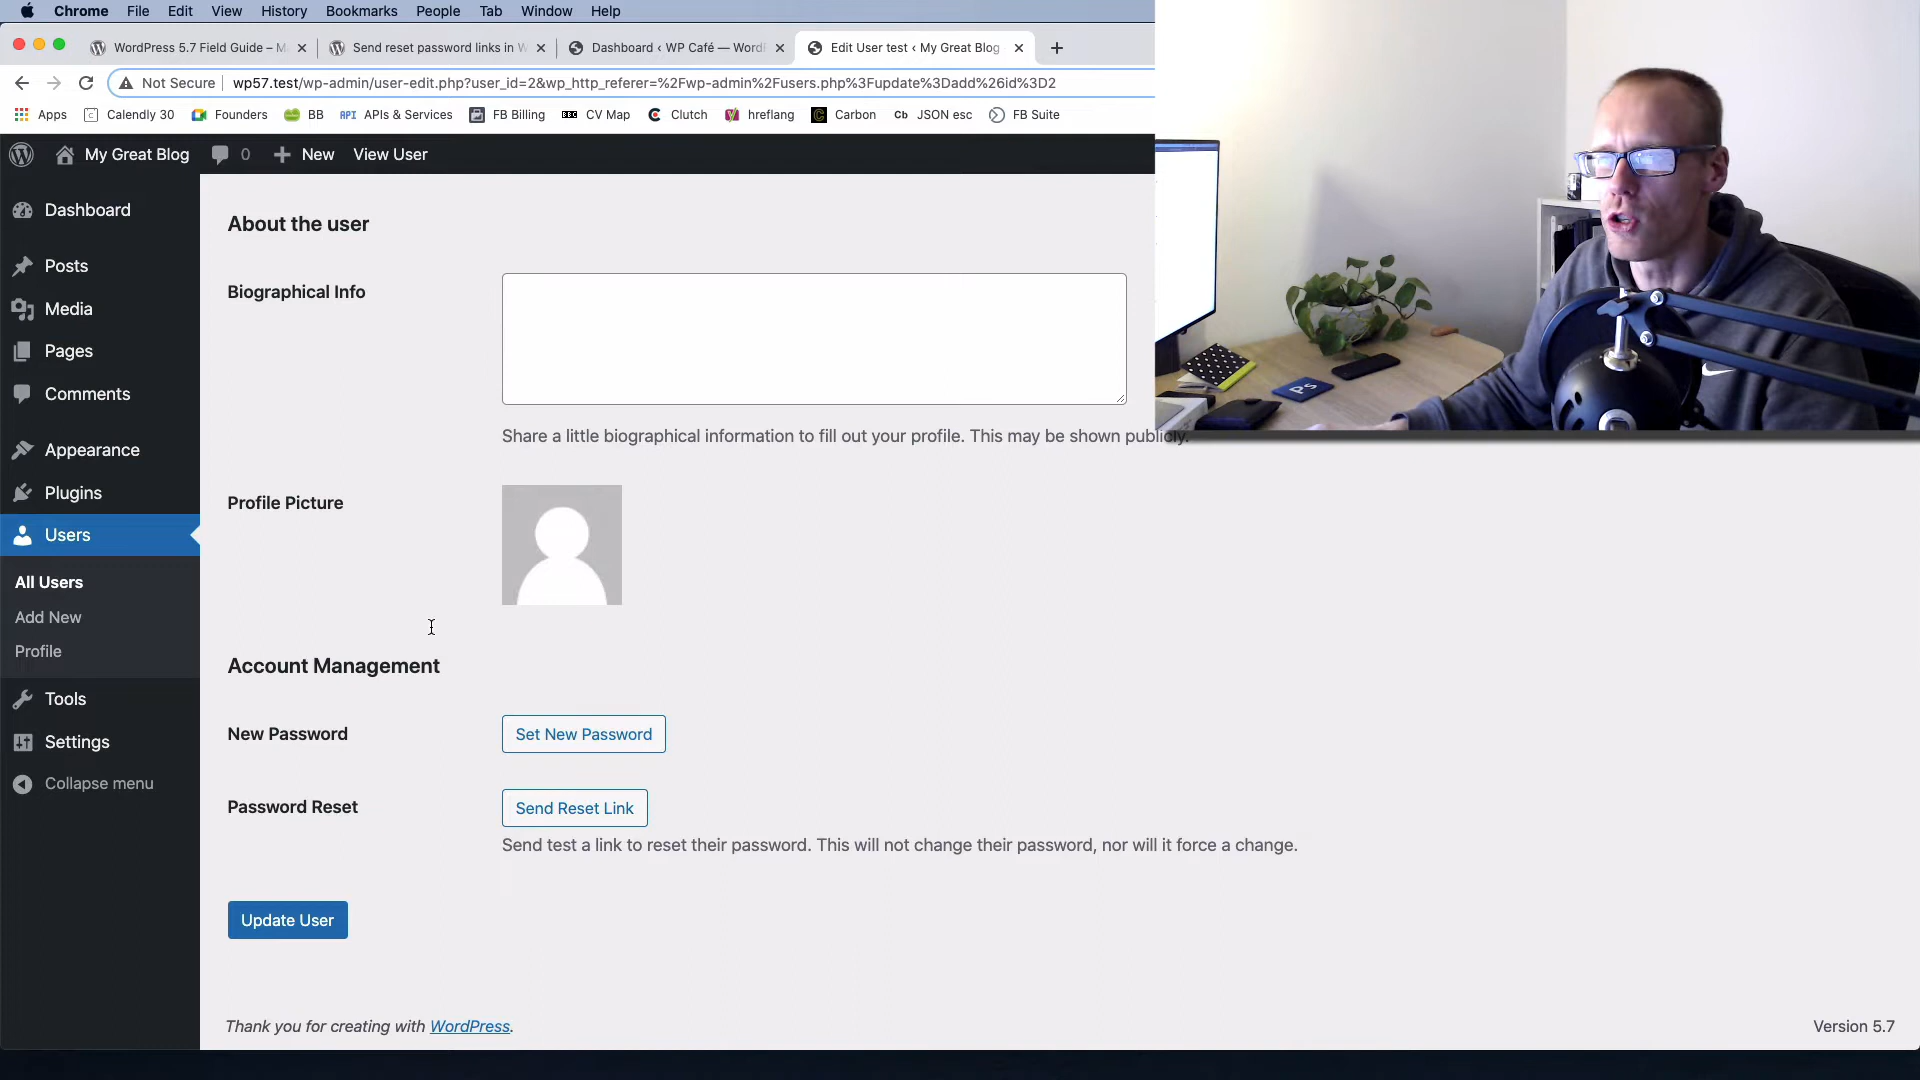 Chrome File Edit View History Bookmarks People Tab Window Help
WordPress 5.7 Field Guide – M
Send reset password links in W
Dashboard ‹ WP Café — WordP
Edit User test ‹ My Great Blog
Not Secure wp57.test/wp-admin/user-edit.php?user_id=2&wp_http_referer=%2Fwp-admin%2Fusers.php%3Fupdate%3Dadd%26id%3D2
Apps Calendly 30 Founders BB API APIs & Services FB Billing BBC CV Map Clutch hreflang Carbon Cb JSON esc FB Suite
My Great Blog 0 New View User
Dashboard
Posts
Media
Pages
Comments
Appearance
Plugins
Users
All Users
Add New
Profile
Tools
Settings
Collapse menu
About the user
Biographical Info
Share a little biographical information to fill out your profile. This may be shown publicly.
Profile Picture
Account Management
New Password
Set New Password
Password Reset
Send Reset Link
Send test a link to reset their password. This will not change their password, nor will it force a change.
Update User
Thank you for creating with WordPress.
Version 5.7
Ps